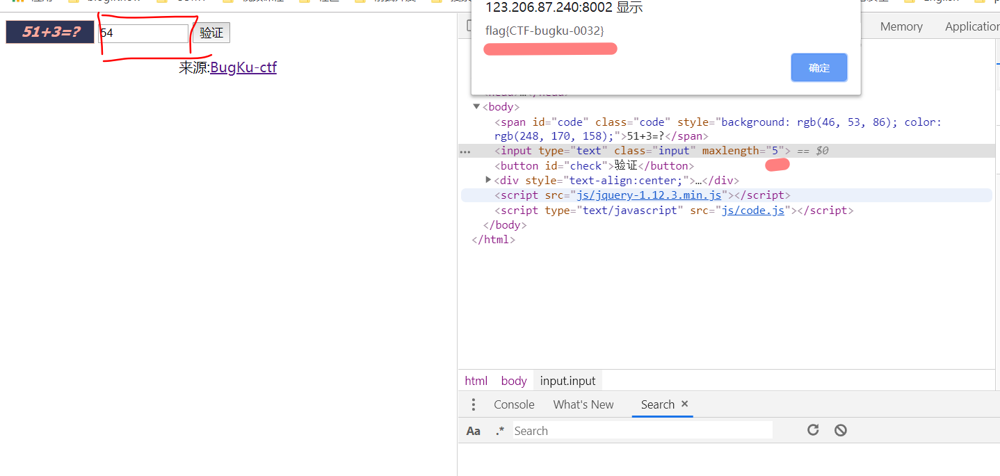 123.206.87.240:8002 显示
flag{CTF-bugku-0032}
确定
51+3=? 54 验证
来源:BugKu-ctf
Memory Application
<body>
<span id="code" class="code" style="background: rgb(46, 53, 86); color:
rgb(248, 170, 158);">51+3=?</span>
... <input type="text" class="input" maxlength="5"> == $0
<button id="check">验证</button>
<div style="text-align:center;">…</div>
<script src="js/jquery-1.12.3.min.js"></script>
<script type="text/javascript" src="js/code.js"></script>
</body>
</html>
html body input.input
Console What's New Search ×
Aa .* Search